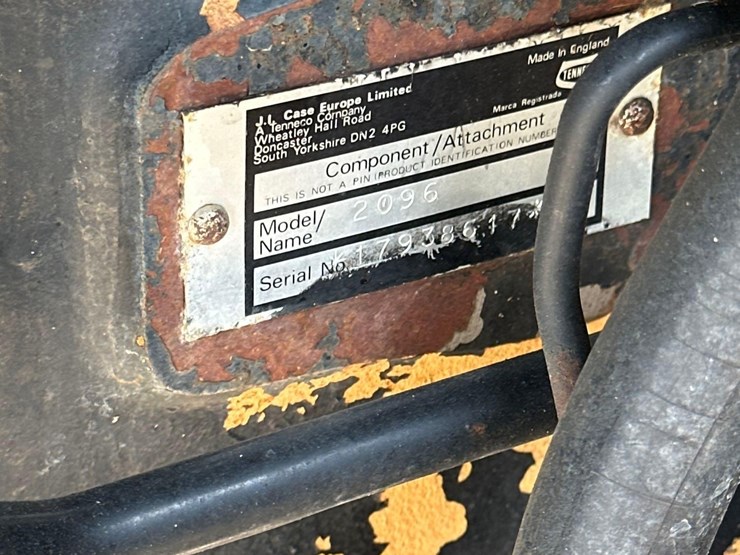 J.I. Case Europe Limited
A Tenneco Company
Wheatley Hall Road
Doncaster
South Yorkshire DN2 4PG
Made in England
TENNE
Marca Registrada
Component/Attachment
THIS IS NOT A PIN (PRODUCT IDENTIFICATION NUMBER
Model/
Name 2096
Serial No